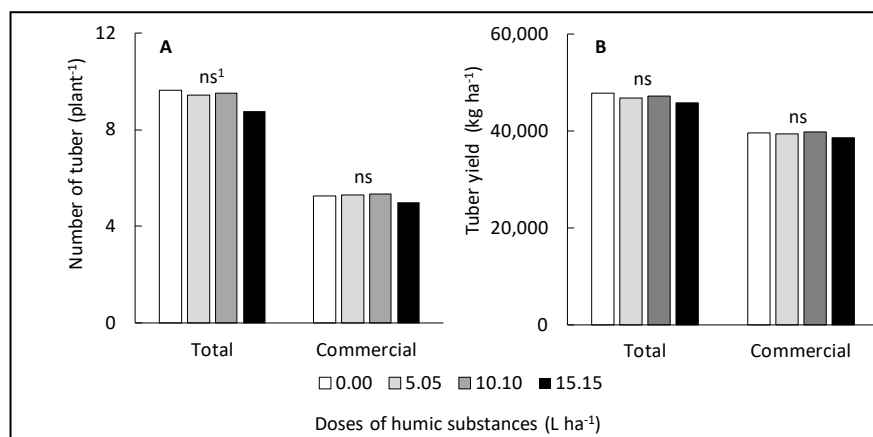 A
Number of tuber (plant⁻¹)
12
8
4
0
ns¹
ns
Total
Commercial
B
Tuber yield (kg ha⁻¹)
60,000
40,000
20,000
0
ns
ns
Total
Commercial
0.00 5.05 10.10 15.15
Doses of humic substances (L ha⁻¹)